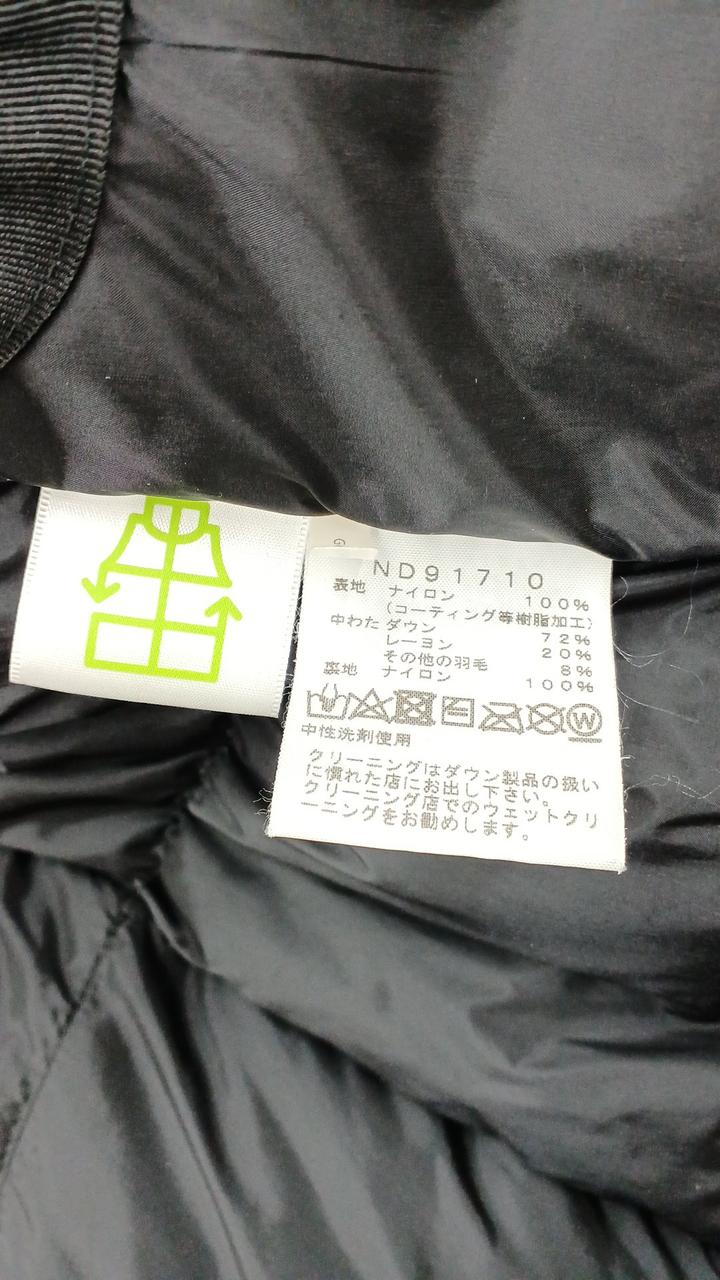 ND91710
表地 ナイロン 100%
(コーティング等樹脂加工)
中わた ダウン 72%
レーヨン 20%
その他の羽毛 8%
裏地 ナイロン 100%
W
中性洗剤使用
クリーニングはダウン製品の扱い
に慣れた店にお出し下さい。
クリーニング店でのウェットクリ
ーニングをお勧めします。